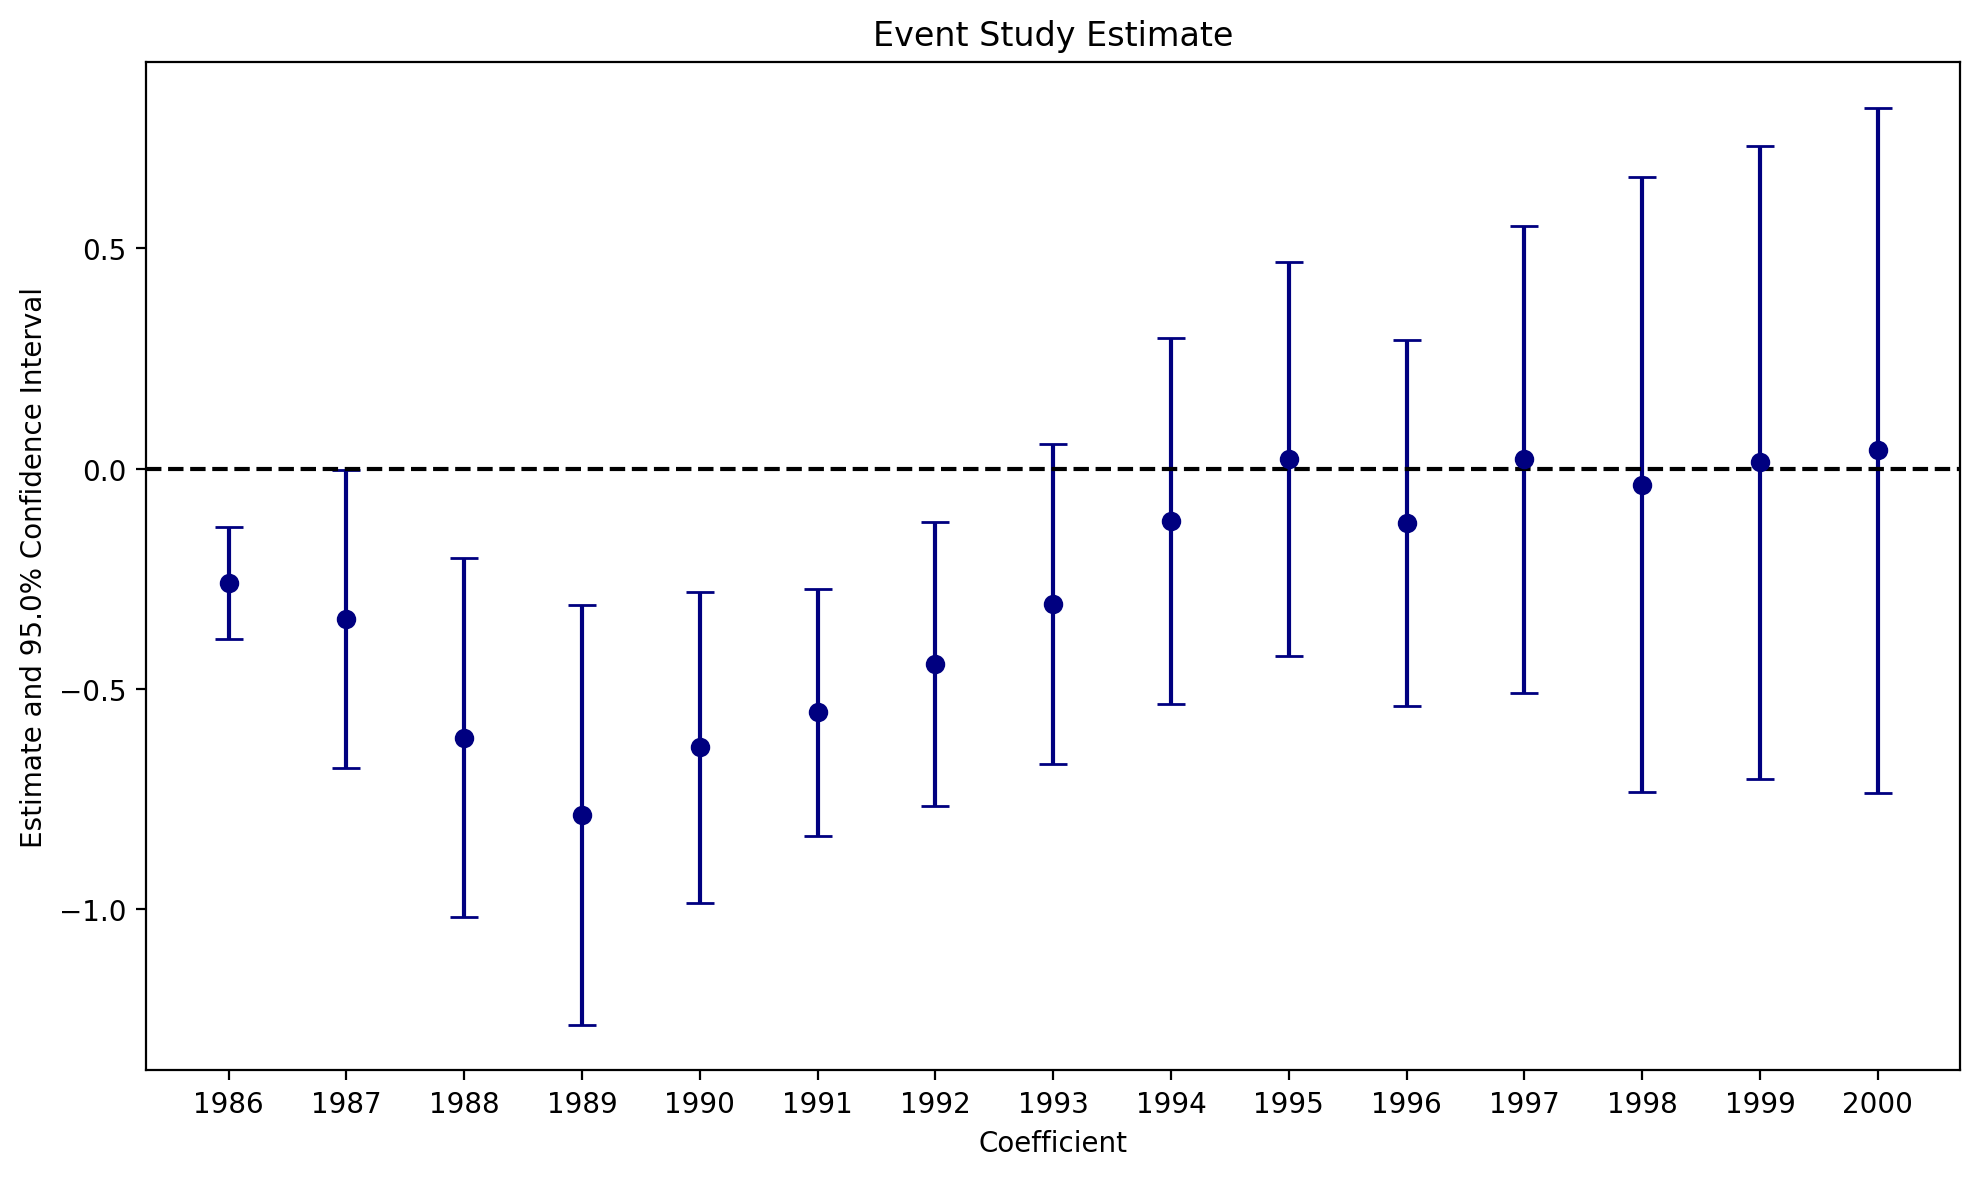 Event Study Estimate
Estimate and 95.0% Confidence Interval
0.5
0.0
−0.5
−1.0
1986 1987 1988 1989 1990 1991 1992 1993 1994 1995 1996 1997 1998 1999 2000
Coefficient